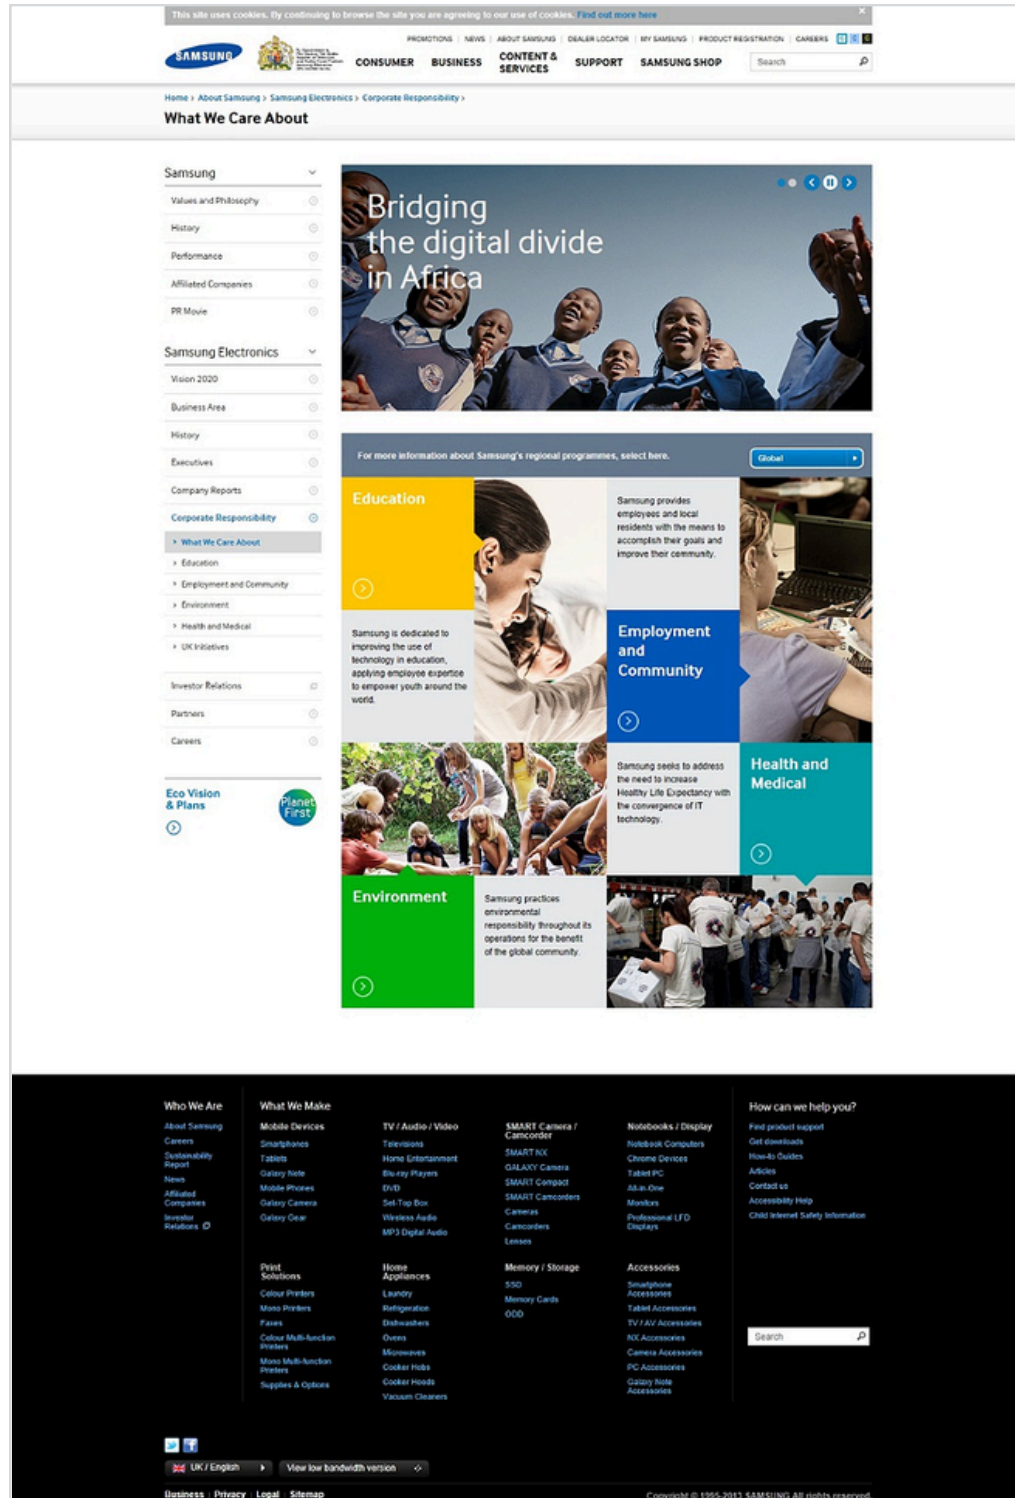 This site uses cookies. By continuing to browse the site you are agreeing to our use of cookies. Find out more here
PROMOTIONS | NEWS | ABOUT SAMSUNG | DEALER LOCATOR | MY SAMSUNG | PRODUCT REGISTRATION | CAREERS
SAMSUNG
CONSUMER BUSINESS CONTENT & SERVICES SUPPORT SAMSUNG SHOP Search
Home > About Samsung > Samsung Electronics > Corporate Responsibility >
What We Care About
Samsung
Values and Philosophy
History
Performance
Affiliated Companies
PR Movie
Samsung Electronics
Vision 2020
Business Area
History
Executives
Company Reports
Corporate Responsibility
What We Care About
Education
Employment and Community
Environment
Health and Medical
UK Initiatives
Investor Relations
Partners
Careers
Eco Vision
& Plans
Planet
First
Bridging
the digital divide
in Africa
For more information about Samsung's regional programmes, select here.
Global
Education
Samsung provides
employees and local
residents with the means to
accomplish their goals and
improve their community.
Samsung is dedicated to
improving the use of
technology in education,
applying employee expertise
to empower youth around the
world.
Employment
and
Community
Samsung seeks to address
the need to increase
Healthy Life Expectancy with
the convergence of IT
technology.
Health and
Medical
Environment
Samsung practices
environmental
responsibility throughout its
operations for the benefit
of the global community.
Who We Are
About Samsung
Careers
Sustainability
Report
News
Affiliated
Companies
Investor
Relations
What We Make
Mobile Devices
Smartphones
Tablets
Galaxy Note
Mobile Phones
Galaxy Camera
Galaxy Gear
TV / Audio / Video
Televisions
Home Entertainment
Blu-ray Players
DVD
Set-Top Box
Wireless Audio
MP3 Digital Audio
SMART Camera /
Camcorder
SMART NX
GALAXY Camera
SMART Compact
SMART Camcorders
Cameras
Camcorders
Lenses
Notebooks / Display
Notebook Computers
Chrome Devices
Tablet PC
All-in-One
Monitors
Professional LFD
Displays
How can we help you?
Find product support
Get downloads
How-to Guides
Articles
Contact us
Accessibility Help
Child Internet Safety Information
Print
Solutions
Colour Printers
Mono Printers
Faxes
Colour Multi-function
Printers
Mono Multi-function
Printers
Supplies & Options
Home
Appliances
Laundry
Refrigeration
Dishwashers
Ovens
Microwaves
Cooker Hobs
Cooker Hoods
Vacuum Cleaners
Memory / Storage
SSD
Memory Cards
ODD
Accessories
Smartphone
Accessories
Tablet Accessories
TV / AV Accessories
NX Accessories
Camera Accessories
PC Accessories
Galaxy Note
Accessories
Search
UK / English
View low bandwidth version
Business | Privacy | Legal | Sitemap
Copyright © 1995-2013 SAMSUNG All rights reserved.